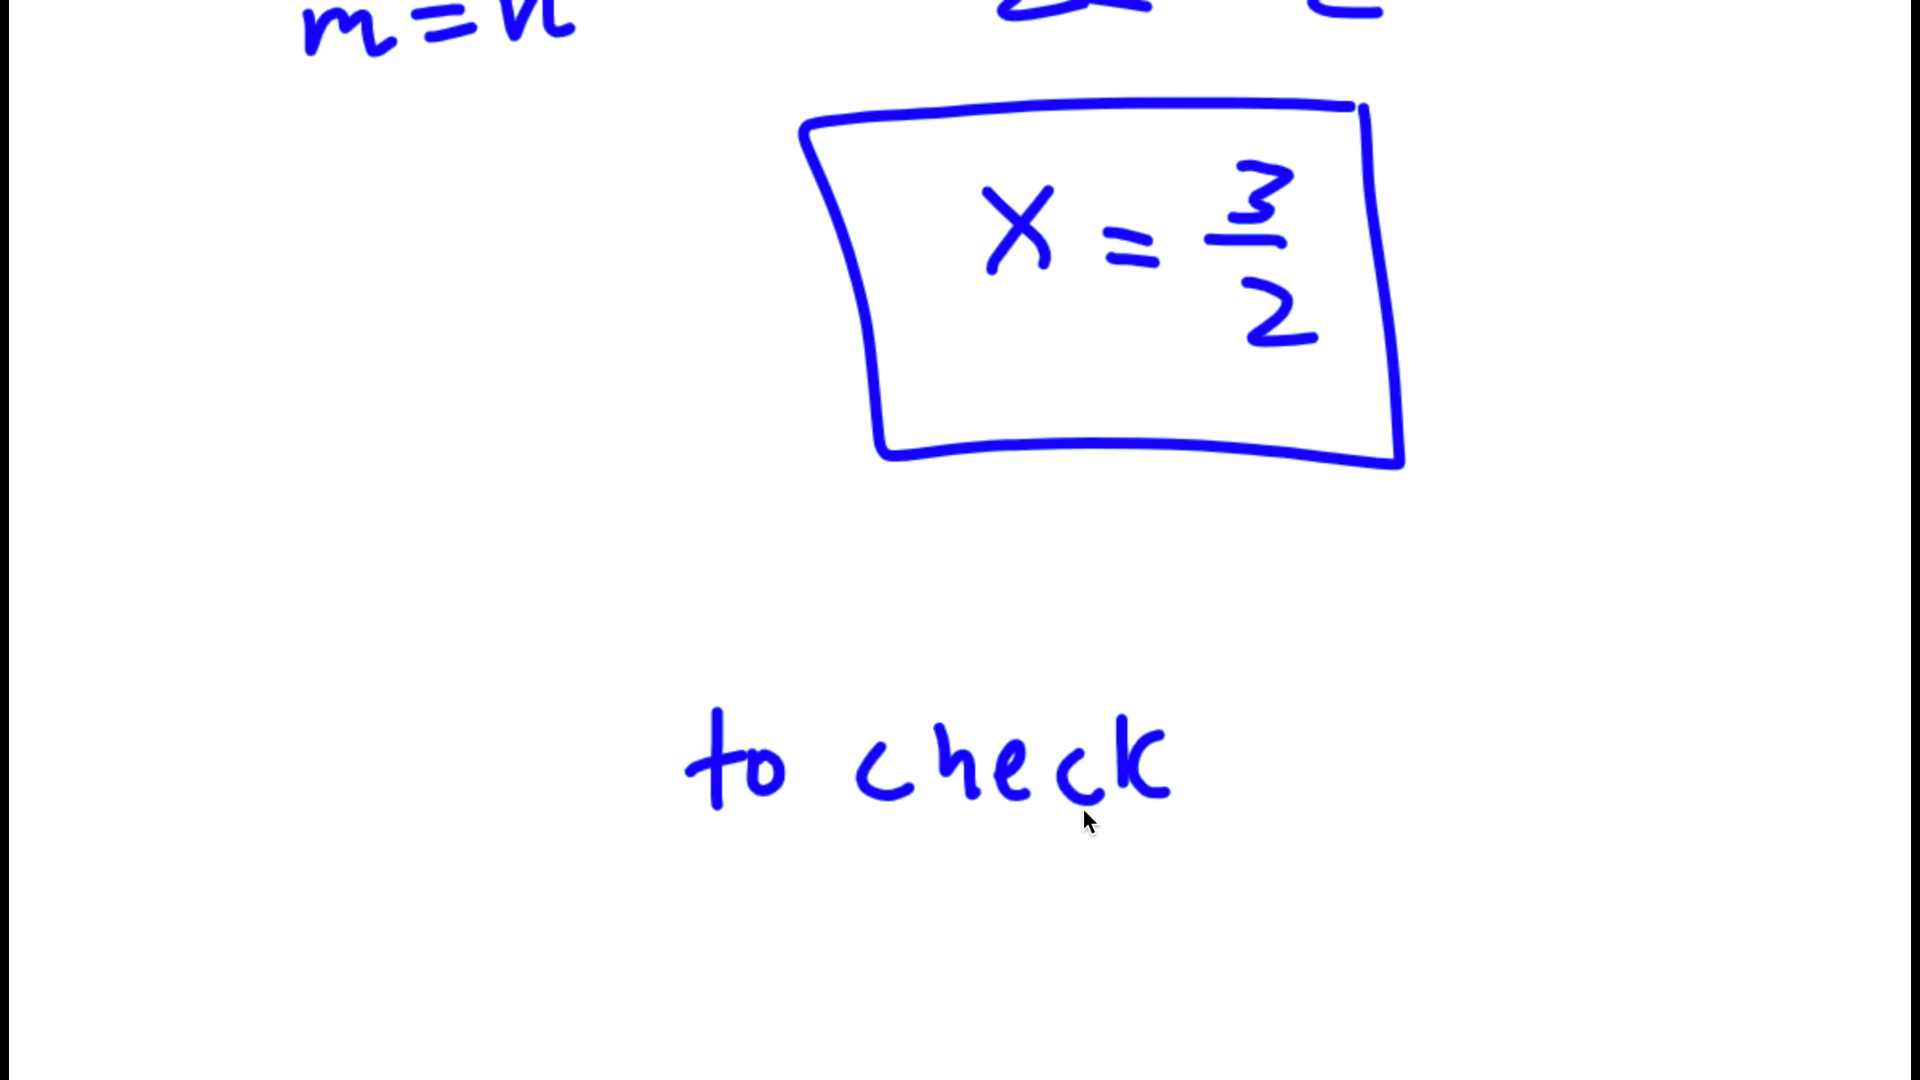 m = n
x = 3/2
to check